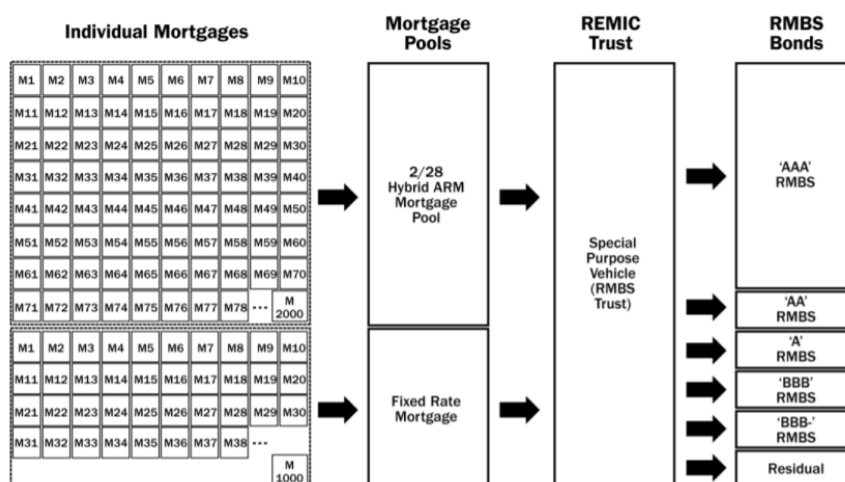 Individual Mortgages
Mortgage
Pools
REMIC
Trust
RMBS
Bonds
M1 M2 M3 M4 M5 M6 M7 M8 M9 M10
M11 M12 M13 M14 M15 M16 M17 M18 M19 M20
M21 M22 M23 M24 M25 M26 M27 M28 M29 M30
M31 M32 M33 M34 M35 M36 M37 M38 M39 M40
M41 M42 M43 M44 M45 M46 M47 M48 M49 M50
M51 M52 M53 M54 M55 M56 M57 M58 M59 M60
M61 M62 M63 M64 M65 M66 M67 M68 M69 M70
M71 M72 M73 M74 M75 M76 M77 M78 --- M
2000
M1 M2 M3 M4 M5 M6 M7 M8 M9 M10
M11 M12 M13 M14 M15 M16 M17 M18 M19 M20
M21 M22 M23 M24 M25 M26 M27 M28 M29 M30
M31 M32 M33 M34 M35 M36 M37 M38 ---
M
1000
2/28
Hybrid ARM
Mortgage
Pool
Fixed Rate
Mortgage
Special
Purpose
Vehicle
(RMBS
Trust)
'AAA'
RMBS
'AA'
RMBS
'A'
RMBS
'BBB'
RMBS
'BBB-'
RMBS
Residual